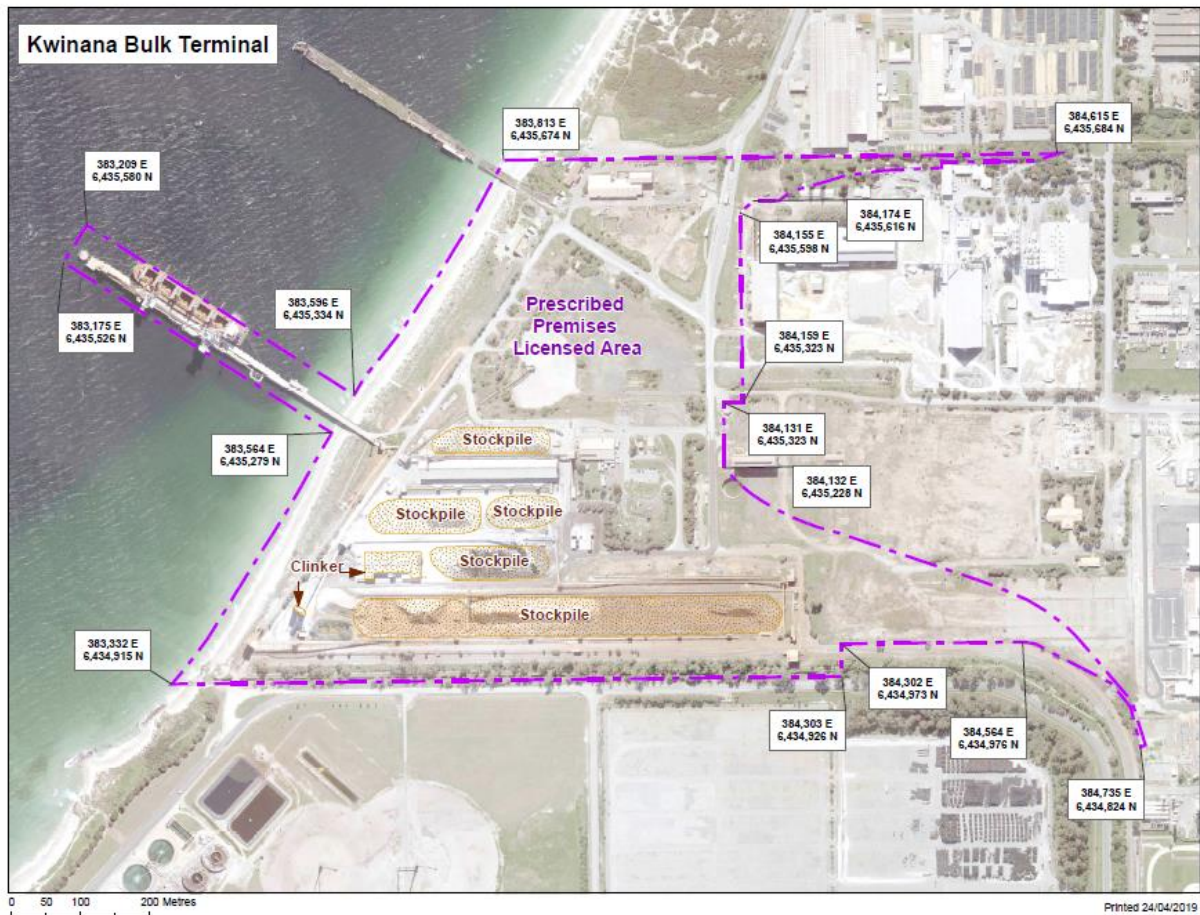 Kwinana Bulk Terminal
383,813 E
6,435,674 N
384,615 E
6,435,684 N
383,209 E
6,435,580 N
384,174 E
6,435,616 N
384,155 E
6,435,598 N
383,596 E
6,435,334 N
383,175 E
6,435,526 N
Prescribed
Premises
Licensed Area
384,159 E
6,435,323 N
384,131 E
6,435,323 N
383,564 E
6,435,279 N
Stockpile
384,132 E
6,435,228 N
Stockpile
Stockpile
Clinker
Stockpile
Stockpile
383,332 E
6,434,915 N
384,302 E
6,434,973 N
384,303 E
6,434,926 N
384,564 E
6,434,976 N
384,735 E
6,434,824 N
0 50 100 200 Metres
Printed 24/04/2019